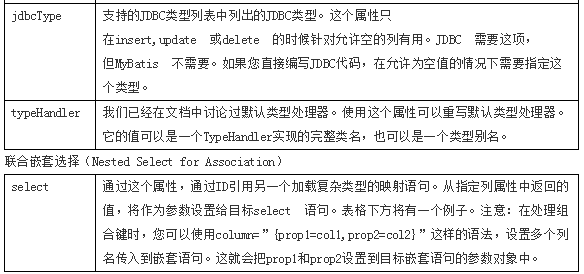 jdbcType
支持的JDBC类型列表中列出的JDBC类型。这个属性只
在insert,update 或delete 的时候针对允许空的列有用。JDBC 需要这项，
但MyBatis 不需要。如果您直接编写JDBC代码，在允许为空值的情况下需要指定这
个类型。
typeHandler
我们已经在文档中讨论过默认类型处理器。使用这个属性可以重写默认类型处理器。
它的值可以是一个TypeHandler实现的完整类名，也可以是一个类型别名。
联合嵌套选择（Nested Select for Association）
select
通过这个属性，通过ID引用另一个加载复杂类型的映射语句。从指定列属性中返回的
值，将作为参数设置给目标select 语句。表格下方将有一个例子。注意：在处理组
合键时，您可以使用column=”{prop1=col1,prop2=col2}”这样的语法，设置多个列
名传入到嵌套语句。这就会把prop1和prop2设置到目标嵌套语句的参数对象中。